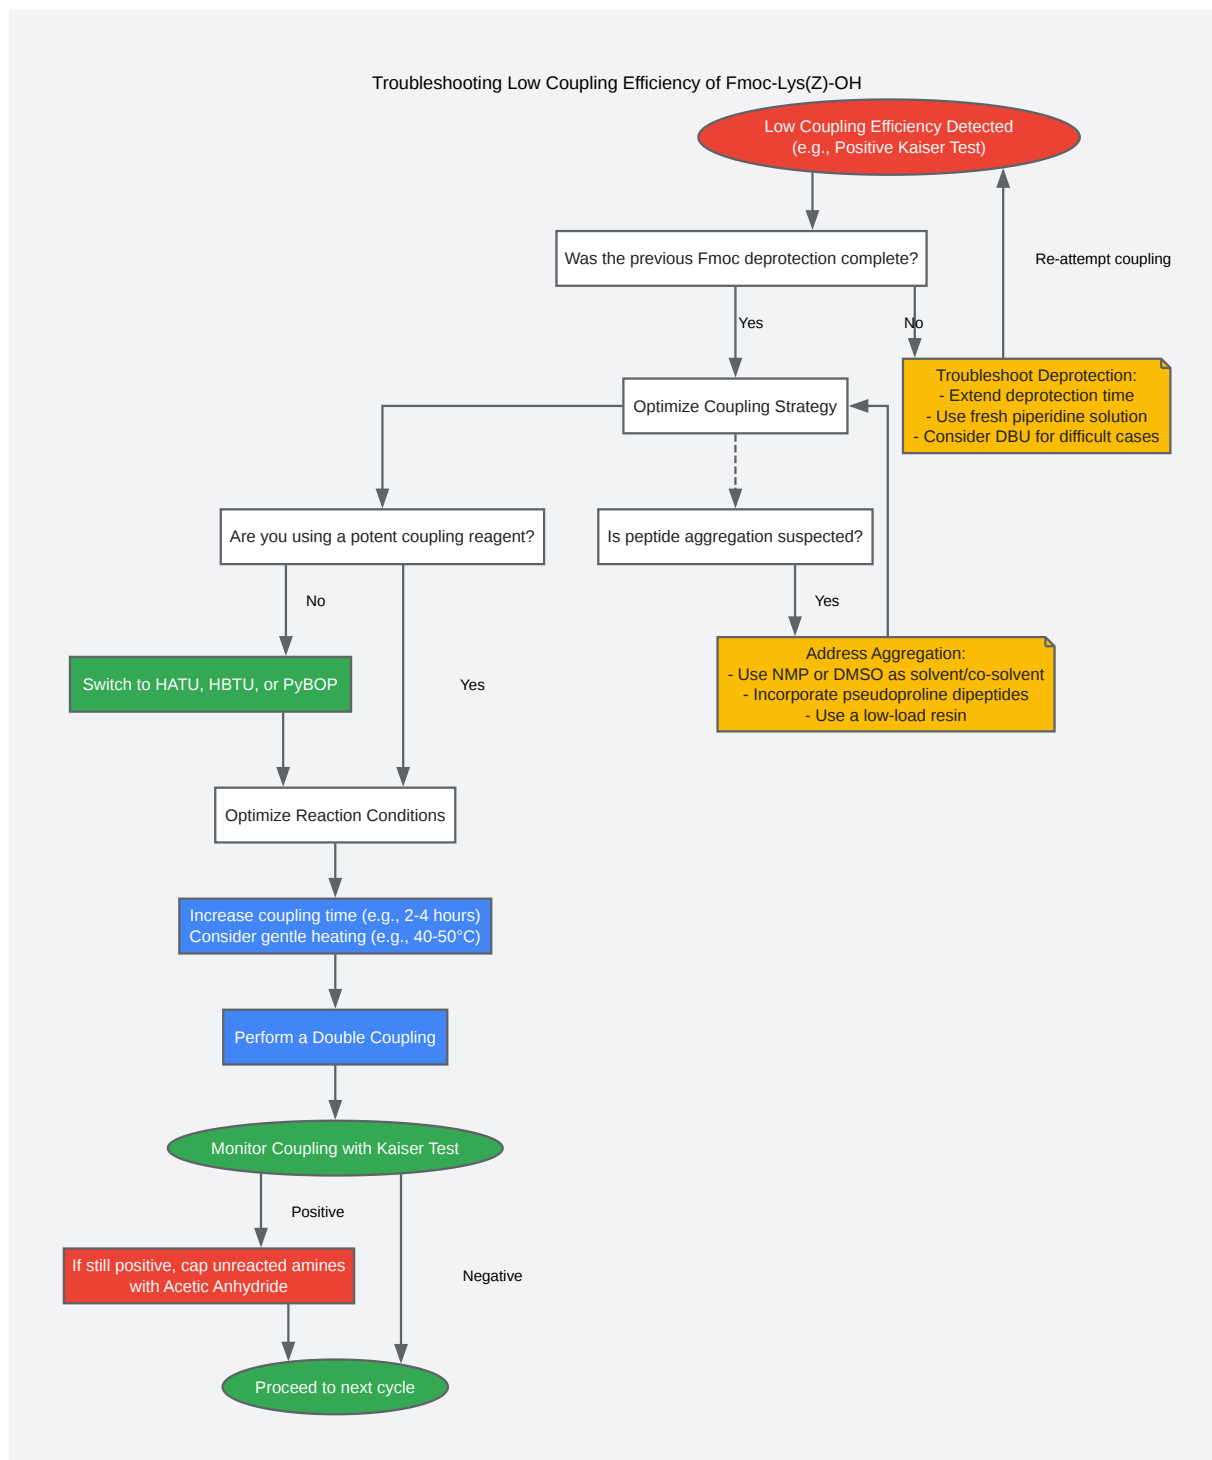 Troubleshooting Low Coupling Efficiency of Fmoc-Lys(Z)-OH
Low Coupling Efficiency Detected
(e.g., Positive Kaiser Test)
Was the previous Fmoc deprotection complete?
Re-attempt coupling
Yes
No
Troubleshoot Deprotection:
- Extend deprotection time
- Use fresh piperidine solution
- Consider DBU for difficult cases
Optimize Coupling Strategy
Are you using a potent coupling reagent?
Is peptide aggregation suspected?
No
Yes
Address Aggregation:
- Use NMP or DMSO as solvent/co-solvent
- Incorporate pseudoproline dipeptides
- Use a low-load resin
Switch to HATU, HBTU, or PyBOP
Yes
Optimize Reaction Conditions
Increase coupling time (e.g., 2-4 hours)
Consider gentle heating (e.g., 40-50°C)
Perform a Double Coupling
Monitor Coupling with Kaiser Test
Positive
If still positive, cap unreacted amines
with Acetic Anhydride
Negative
Proceed to next cycle